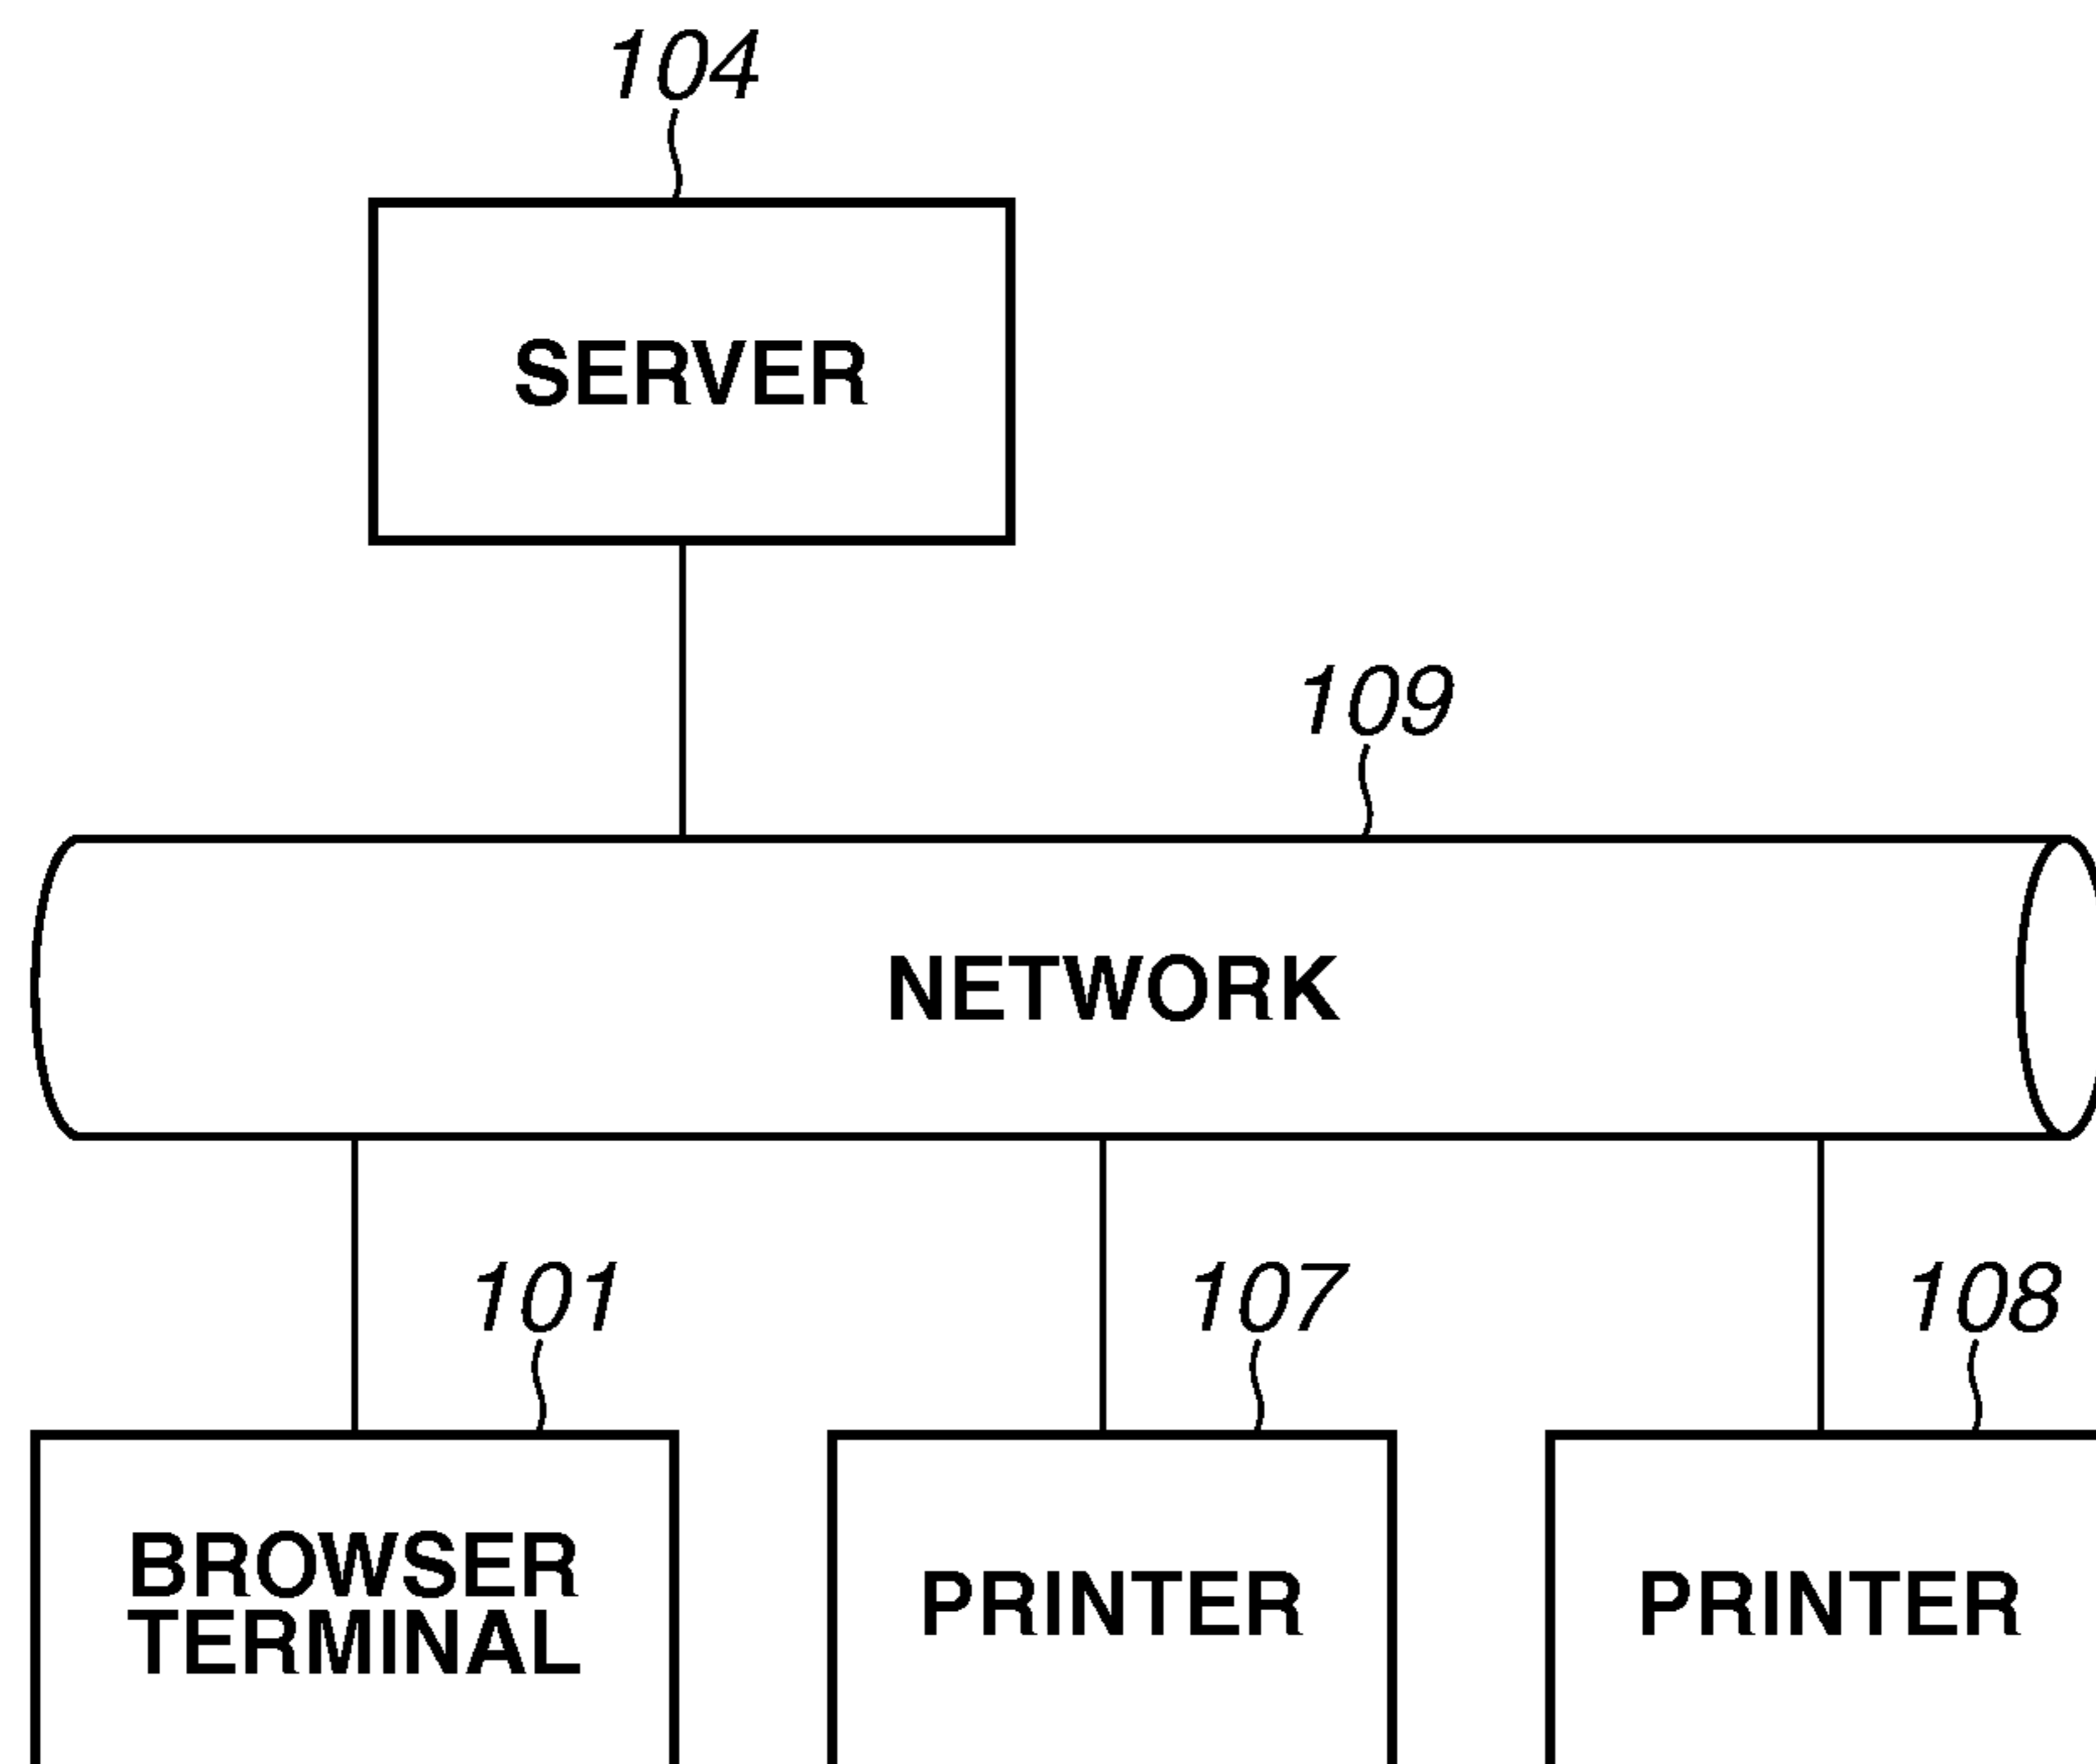 104
SERVER
109
NETWORK
101
107
108
BROWSER
TERMINAL
PRINTER
PRINTER